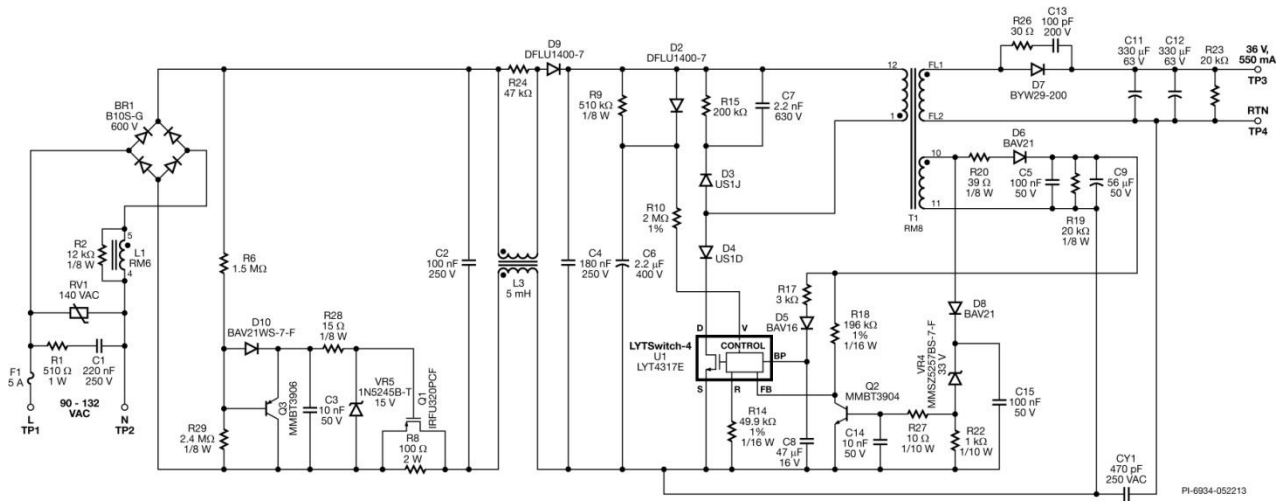 BR1
B10S-G
600 V
R2
12 kΩ
1/8 W
5
L1
RM6
4
RV1
140 VAC
R1
510 Ω
1 W
C1
220 nF
250 V
F1
5 A
90 - 132
VAC
L
TP1
N
TP2
R6
1.5 MΩ
D10
BAV21WS-7-F
R28
15 Ω
1/8 W
Q3
MMBT3906
C3
10 nF
50 V
VR5
1N5245B-T
15 V
Q1
IRFU320PCF
R29
2.4 MΩ
1/8 W
R8
100 Ω
2 W
C2
100 nF
250 V
R24
47 kΩ
D9
DFLU1400-7
L3
5 mH
C4
180 nF
250 V
R9
510 kΩ
1/8 W
C6
2.2 µF
400 V
D2
DFLU1400-7
R10
2 MΩ
1%
R15
200 kΩ
C7
2.2 nF
630 V
D3
US1J
D4
US1D
LYTSwitch-4
U1
LYT4317E
D
V
CONTROL
BP
S
R
FB
R14
49.9 kΩ
1%
1/16 W
R17
3 kΩ
D5
BAV16
C8
47 µF
16 V
R18
196 kΩ
1%
1/16 W
Q2
MMBT3904
C14
10 nF
50 V
R27
10 Ω
1/10 W
R22
1 kΩ
1/10 W
VR4
MMSZ5257BS-7-F
33 V
D8
BAV21
C15
100 nF
50 V
12
1
FL1
FL2
10
11
T1
RM8
R20
39 Ω
1/8 W
D6
BAV21
C5
100 nF
50 V
R19
20 kΩ
1/8 W
C9
56 µF
50 V
R26
30 Ω
C13
100 pF
200 V
D7
BYW29-200
C11
330 µF
63 V
C12
330 µF
63 V
R23
20 kΩ
36 V,
550 mA
TP3
RTN
TP4
CY1
470 pF
250 VAC
PI-6934-052213